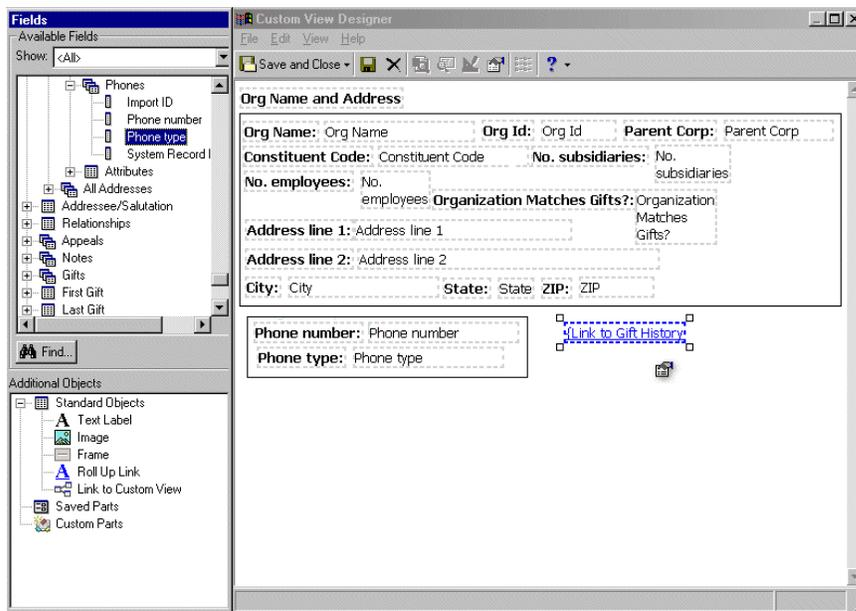 Fields
Available Fields
Show: <All>
Phones
Import ID
Phone number
Phone type
System Record I
Attributes
All Addresses
Addressee/Salutation
Relationships
Appeals
Notes
Gifts
First Gift
Last Gift
Find...
Additional Objects
Standard Objects
A Text Label
Image
Frame
A Roll Up Link
Link to Custom View
Saved Parts
Custom Parts
Custom View Designer
File Edit View Help
Save and Close ?
Org Name and Address
Org Name: Org Name Org Id: Org Id Parent Corp: Parent Corp
Constituent Code: Constituent Code No. subsidiaries: No.
subsidiaries
No. employees: No.
employees Organization Matches Gifts?: Organization
Matches
Gifts?
Address line 1: Address line 1
Address line 2: Address line 2
City: City State: State ZIP: ZIP
Phone number: Phone number
Phone type: Phone type
{Link to Gift History